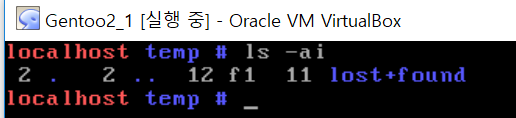 Gentoo2_1 [실행 중] - Oracle VM VirtualBox
localhost temp # ls -ai
2 . 2 .. 12 f1 11 lost+found
localhost temp # _